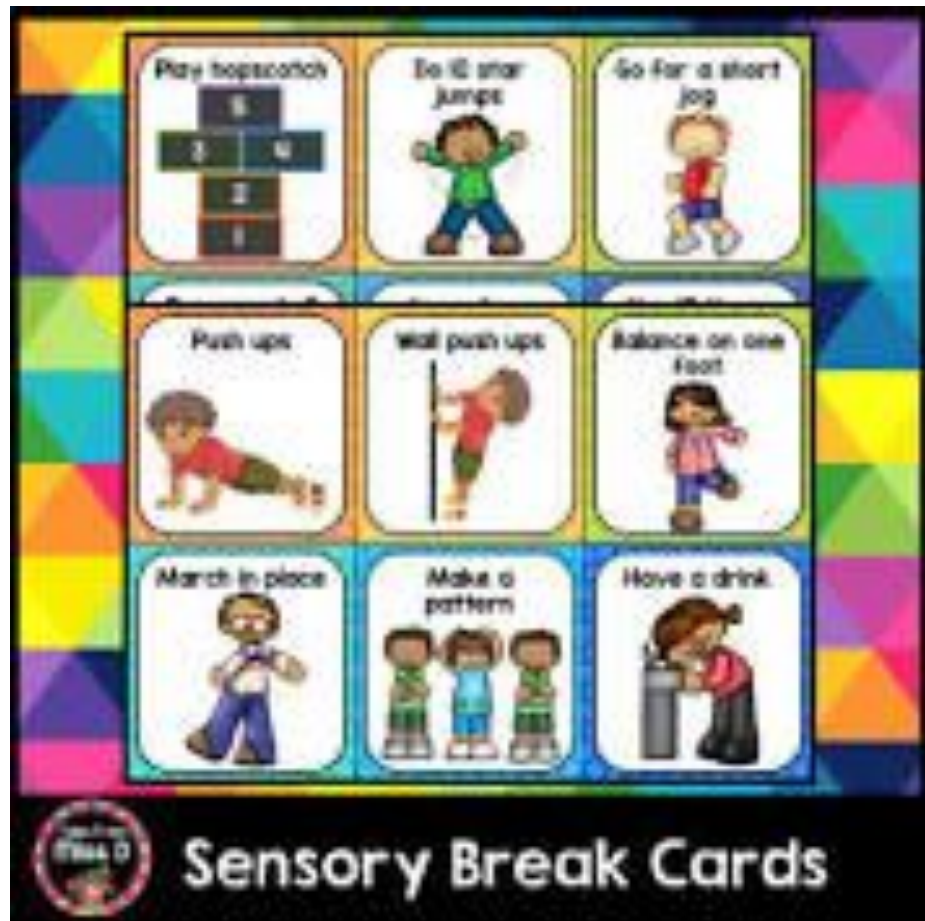 Play hopscotch
5
3 4
2
1
Do 10 star
jumps
Go for a short
jog
Push ups
Wall push ups
Balance on one
foot
March in place
Make a
pattern
Have a drink
Miss D
Sensory Break Cards